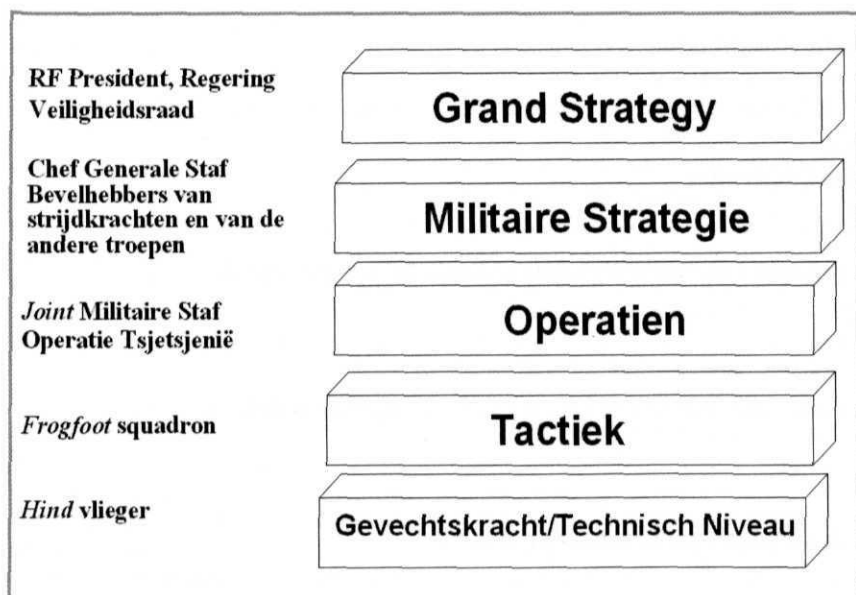 RF President, Regering
Veiligheidsraad
Grand Strategy
Chef Generale Staf
Bevelhebbers van
strijdkrachten en van de
andere troepen
Militaire Strategie
Joint Militaire Staf
Operatie Tsjetsjenië
Operatien
Frogfoot squadron
Tactiek
Hind vlieger
Gevechtskracht/Technisch Niveau